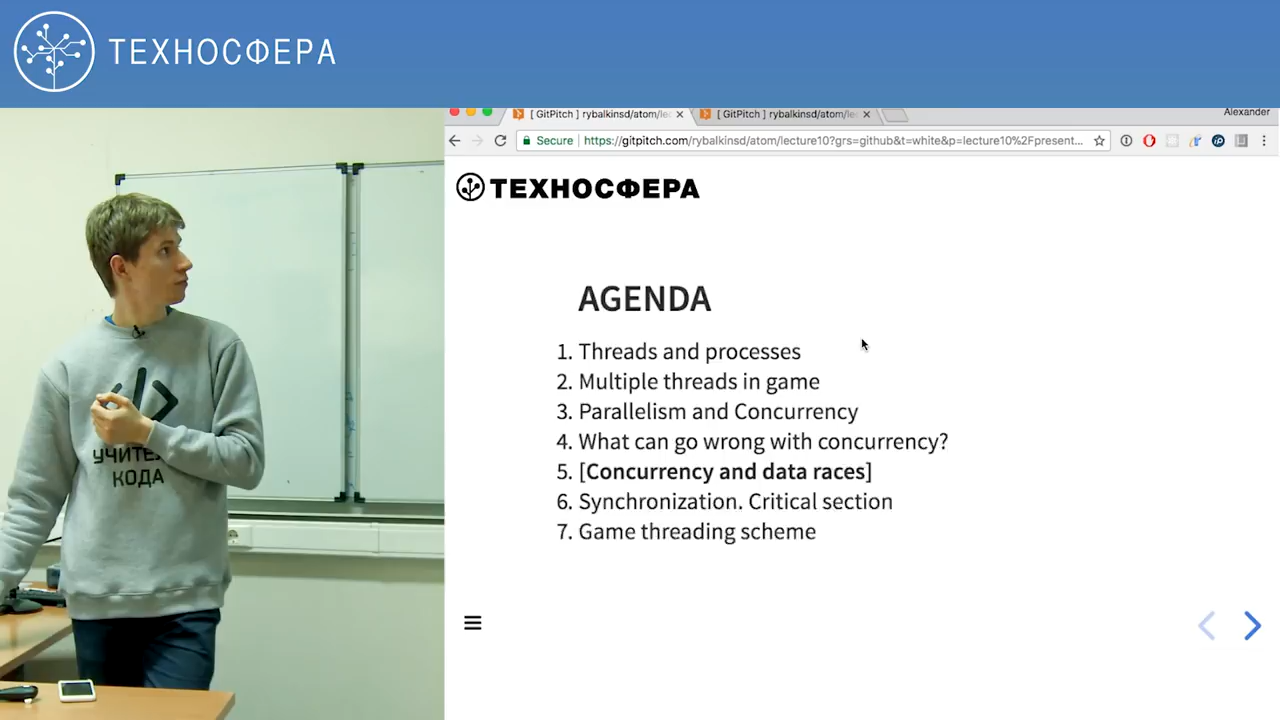 ТЕХНОСФЕРА
[ GitPitch ] rybalkinsd/atom/lec
[ GitPitch ] rybalkinsd/atom/le
Alexander
Secure
https://gitpitch.com/rybalkinsd/atom/lecture10?grs=github&t=white&p=lecture10%2Fpresent...
ТЕХНОСФЕРА
AGENDA
1. Threads and processes
2. Multiple threads in game
3. Parallelism and Concurrency
4. What can go wrong with concurrency?
5. [Concurrency and data races]
6. Synchronization. Critical section
7. Game threading scheme
УЧИТЕЛ
КОДА